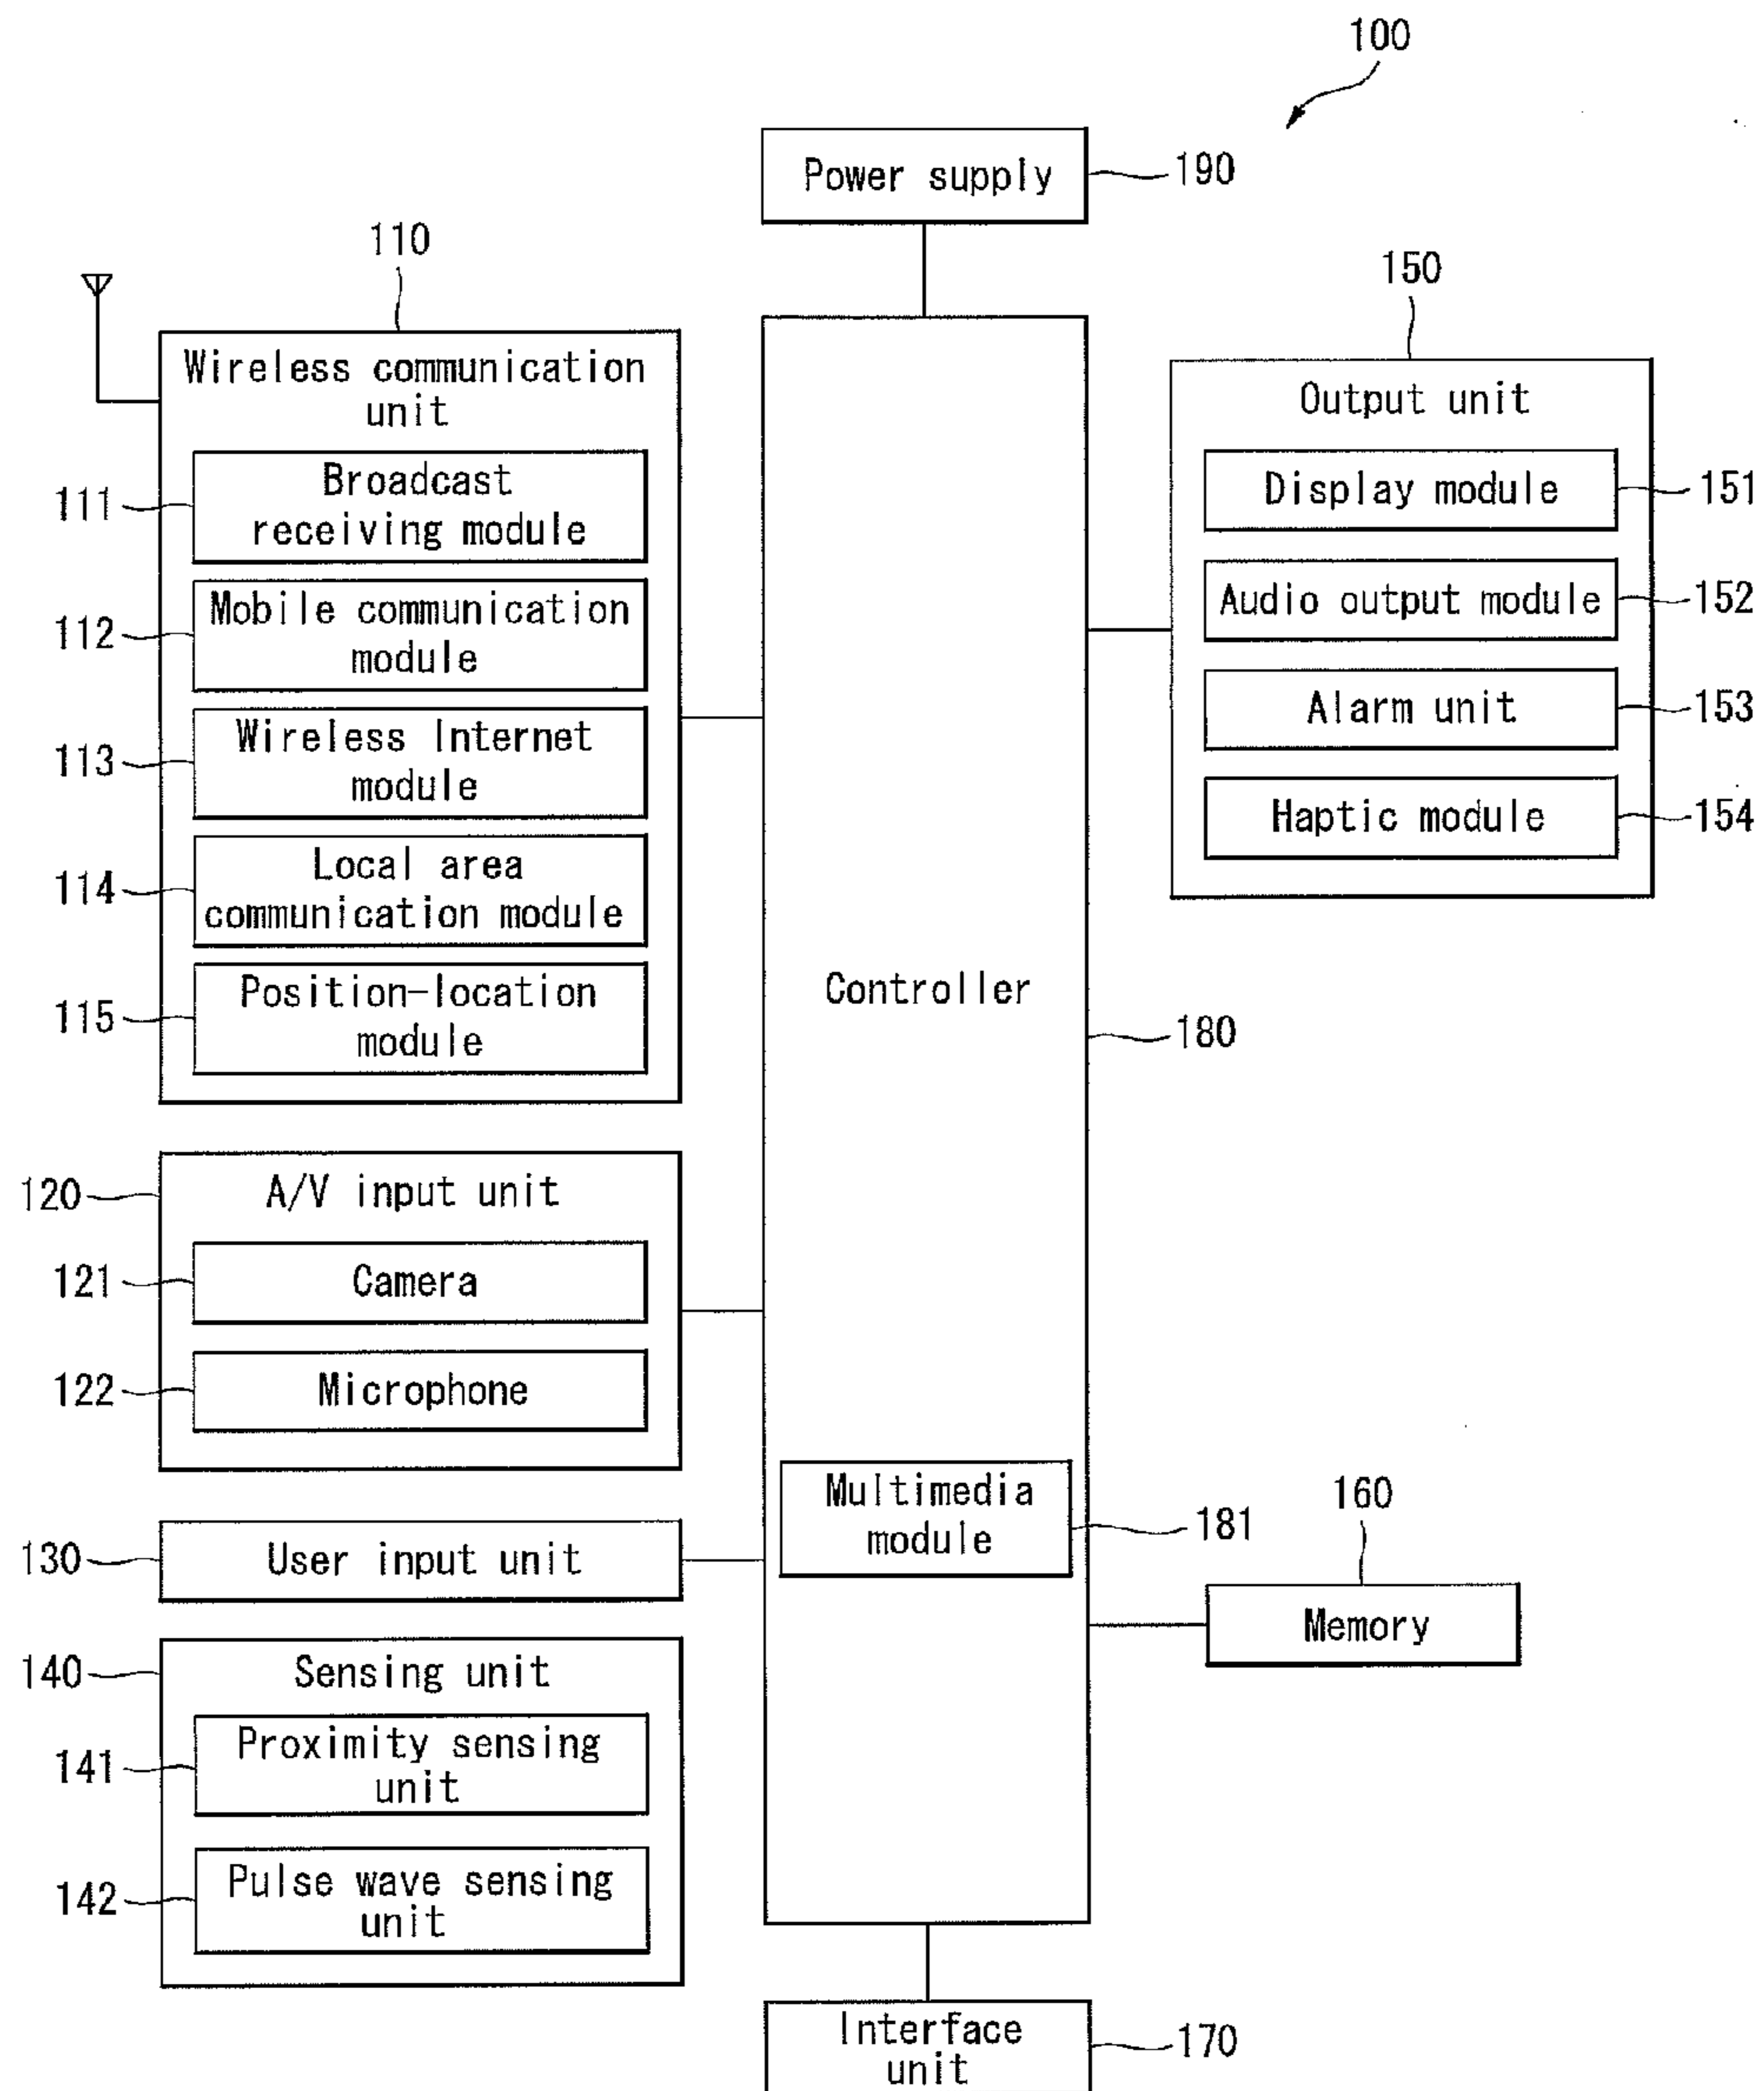 100
Power supply
190
110
Wireless communication
unit
111
Broadcast
receiving module
112
Mobile communication
module
113
Wireless Internet
module
114
Local area
communication module
115
Position-location
module
150
Output unit
Display module
151
Audio output module
152
Alarm unit
153
Haptic module
154
Controller
180
120
A/V input unit
121
Camera
122
Microphone
Multimedia
module
181
130
User input unit
160
Memory
140
Sensing unit
141
Proximity sensing
unit
142
Pulse wave sensing
unit
Interface
unit
170